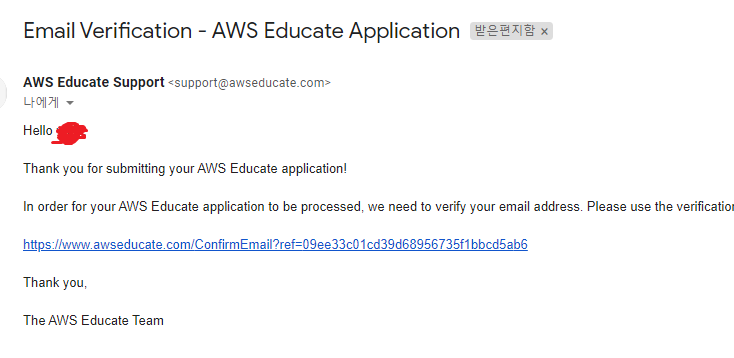 Email Verification - AWS Educate Application 받은편지함 ×
AWS Educate Support <support@awseducate.com>
나에게
Hello
Thank you for submitting your AWS Educate application!
In order for your AWS Educate application to be processed, we need to verify your email address. Please use the verification
https://www.awseducate.com/ConfirmEmail?ref=09ee33c01cd39d68956735f1bbcd5ab6
Thank you,
The AWS Educate Team